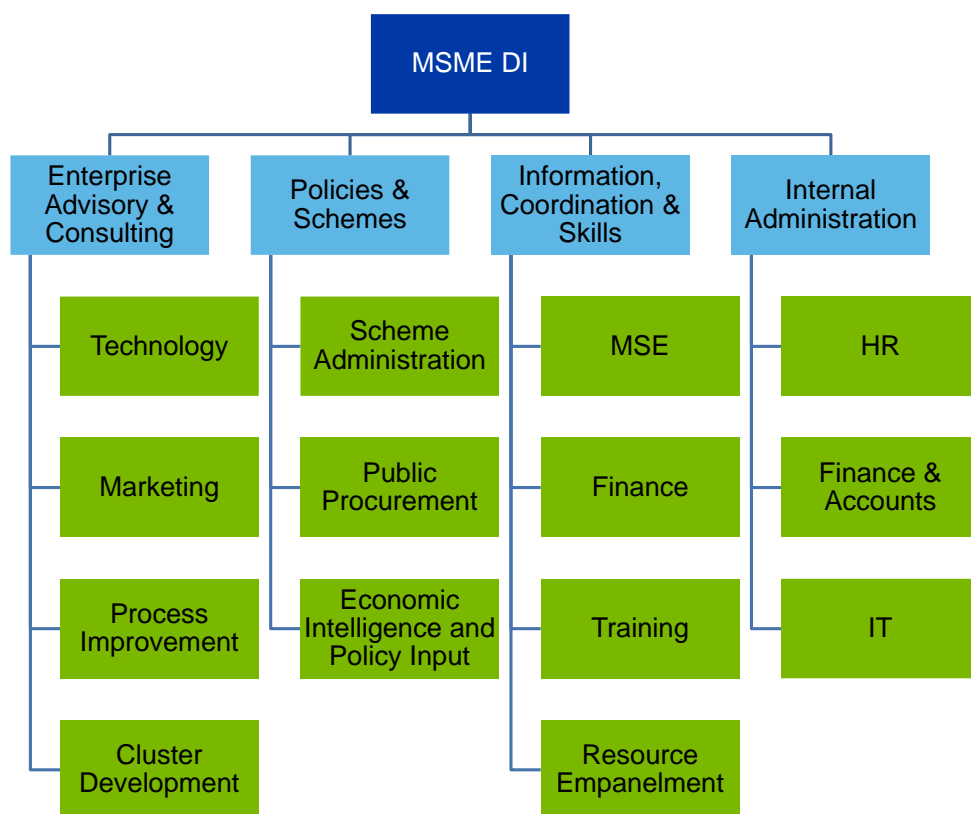 MSME DI
Enterprise
Advisory &
Consulting
Policies &
Schemes
Information,
Coordination &
Skills
Internal
Administration
Technology
Scheme
Administration
MSE
HR
Marketing
Public
Procurement
Finance
Finance &
Accounts
Process
Improvement
Economic
Intelligence and
Policy Input
Training
IT
Cluster
Development
Resource
Empanelment